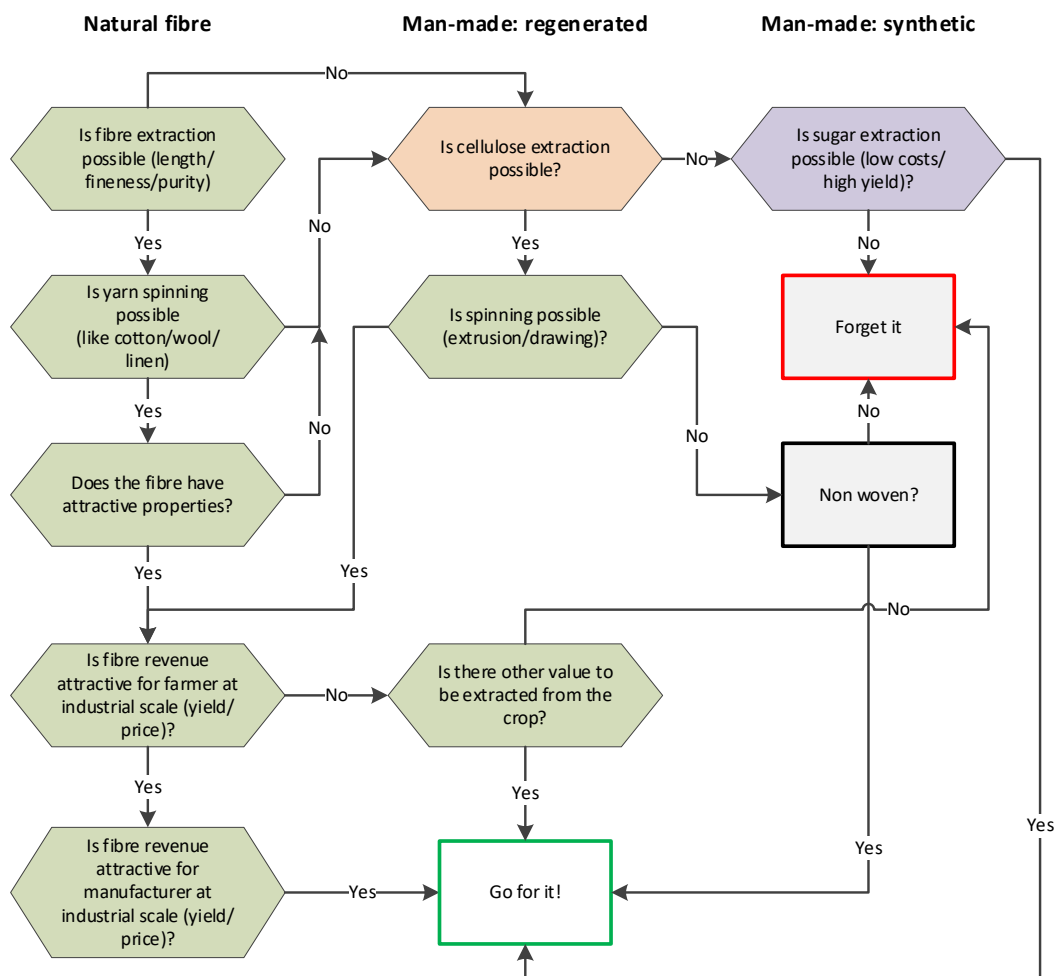 Natural fibre
Man-made: regenerated
Man-made: synthetic
No
Is fibre extraction
possible (length/
fineness/purity)
Is cellulose extraction
possible?
No
Is sugar extraction
possible (low costs/
high yield)?
Yes
No
Yes
No
Is yarn spinning
possible
(like cotton/wool/
linen)
Is spinning possible
(extrusion/drawing)?
Forget it
Yes
No
No
No
Does the fibre have
attractive properties?
Non woven?
Yes
Yes
No
Is fibre revenue
attractive for farmer at
industrial scale (yield/
price)?
No
Is there other value to
be extracted from the
crop?
Yes
Yes
Yes
Yes
Is fibre revenue
attractive for
manufacturer at
industrial scale (yield/
price)?
Yes
Go for it!